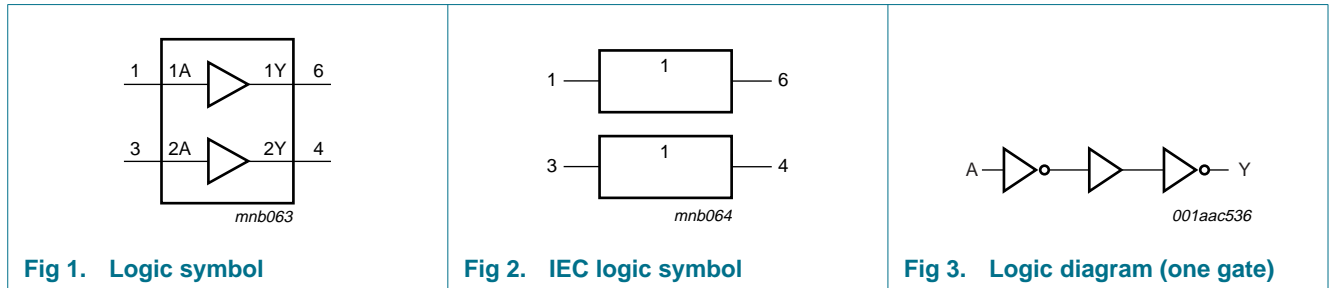 1 1A 1Y 6
3 2A 2Y 4
mnb063
Fig 1. Logic symbol
1 1 6
3 1 4
mnb064
Fig 2. IEC logic symbol
A Y
001aac536
Fig 3. Logic diagram (one gate)